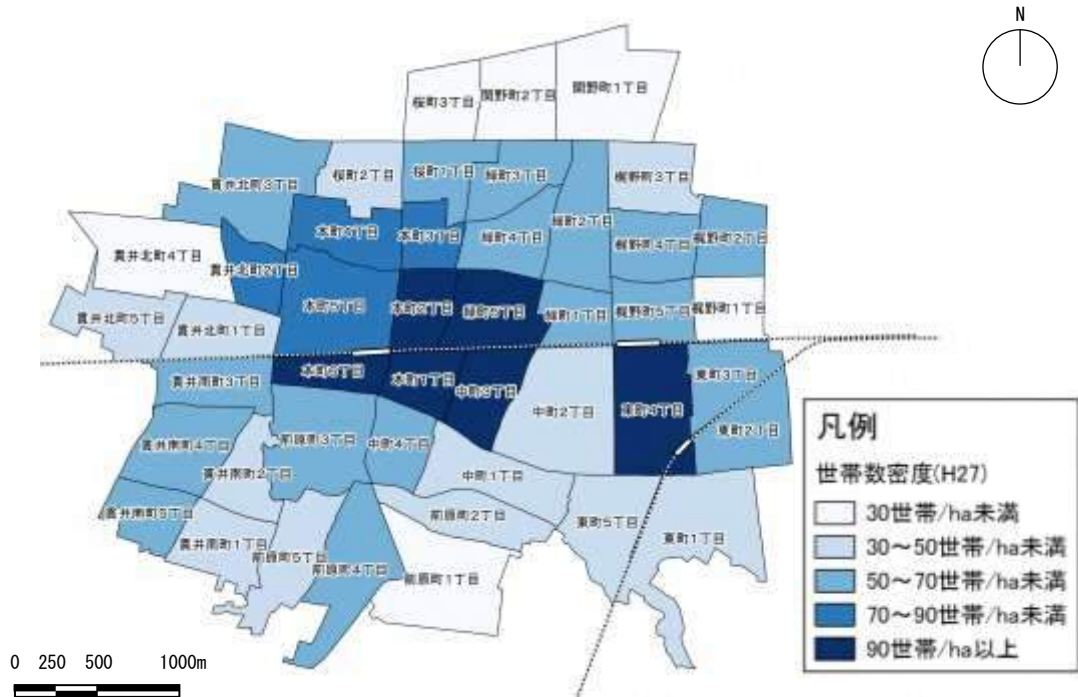 N
関野町1丁目
関野町2丁目
桜町3丁目
桜町2丁目
桜町1丁目
緑町3丁目
梶野町3丁目
貫井北町3丁目
本町4丁目
本町3丁目
緑町4丁目
緑町2丁目
梶野町4丁目
梶野町2丁目
貫井北町4丁目
貫井北町2丁目
本町5丁目
本町2丁目
緑町5丁目
緑町1丁目
梶野町5丁目
梶野町1丁目
貫井北町5丁目
貫井北町1丁目
貫井南町3丁目
本町6丁目
本町1丁目
中町3丁目
中町2丁目
東町4丁目
東町3丁目
東町2丁目
貫井南町4丁目
前原町3丁目
中町4丁目
貫井南町2丁目
中町1丁目
貫井南町5丁目
前原町2丁目
貫井南町1丁目
前原町5丁目
前原町4丁目
前原町1丁目
東町5丁目
東町1丁目
凡例
世帯数密度(H27)
30世帯/ha未満
30～50世帯/ha未満
50～70世帯/ha未満
70～90世帯/ha未満
90世帯/ha以上
0 250 500 1000m